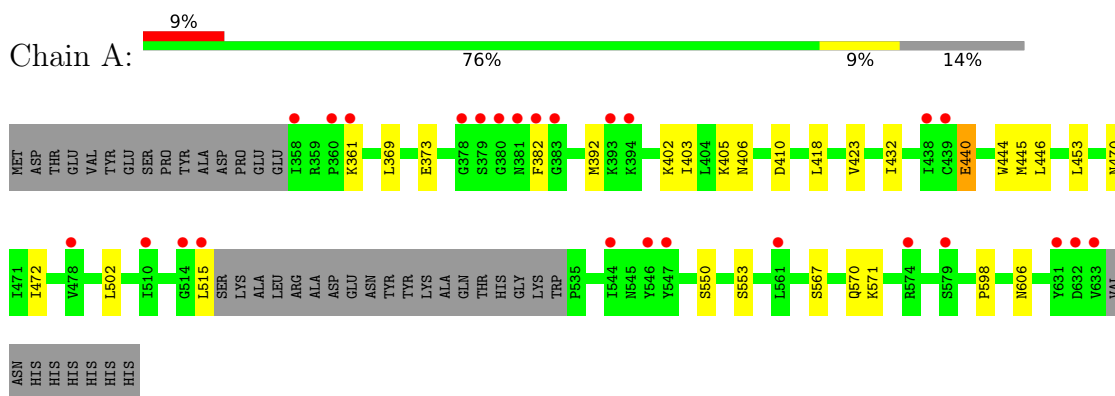 9%
Chain A:
76% 9% 14%
MET ASP THR GLU VAL TYR GLU SER PRO TYR ALA ASP PRO GLU GLU I358 R359 P360 K361 L369 E373 G378 S379 G380 N381 F382 G383 M392 K393 K394 K402 I403 L404 K405 N406 D410 L418 V423 I432 I438 C439 E440 W444 M445 L446 L453 N470
I471 I472 V478 L502 I510 G514 L515 SER LYS ALA LEU ARG ALA ASP GLU ASN TYR TYR LYS ALA GLN THR HIS GLY LYS TRP P535 I544 N545 Y546 Y547 S550 S553 L561 S567 Q570 K571 R574 S579 P598 N606 Y631 D632 V633 VAL
ASN HIS HIS HIS HIS HIS HIS